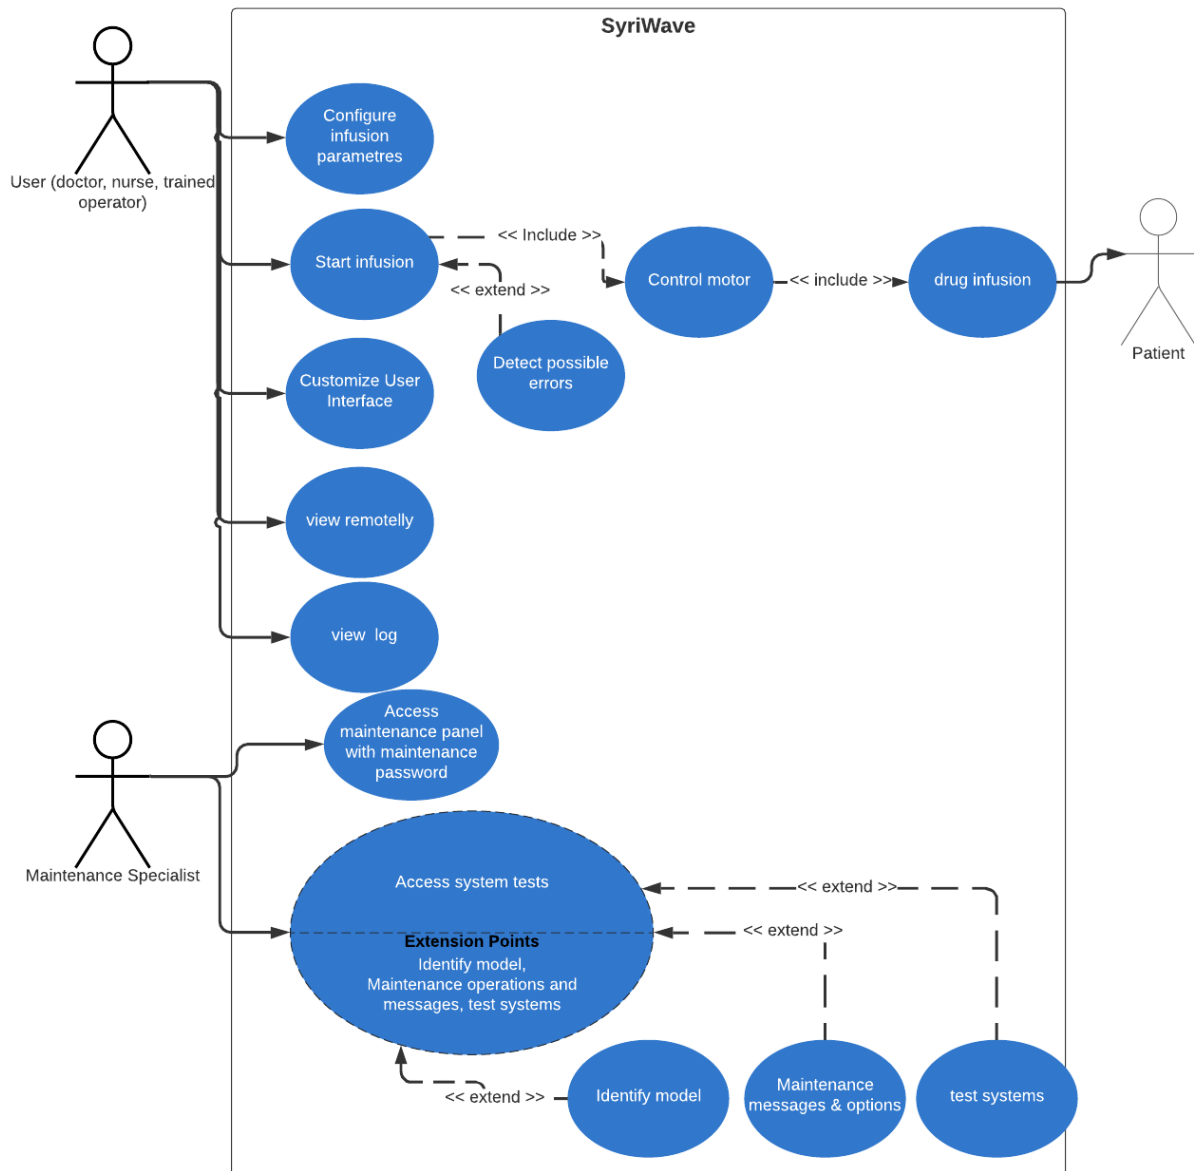 SyriWave
Configure
infusion
parametres
User (doctor, nurse, trained
operator)
Start infusion
<< Include >>
<< extend >>
Control motor
<< include >>
drug infusion
Patient
Detect possible
errors
Customize User
Interface
view remotelly
view log
Access
maintenance panel
with maintenance
password
Maintenance Specialist
Access system tests
Extension Points
Identify model,
Maintenance operations and
messages, test systems
<< extend >>
<< extend >>
<< extend >>
Identify model
Maintenance
messages & options
test systems